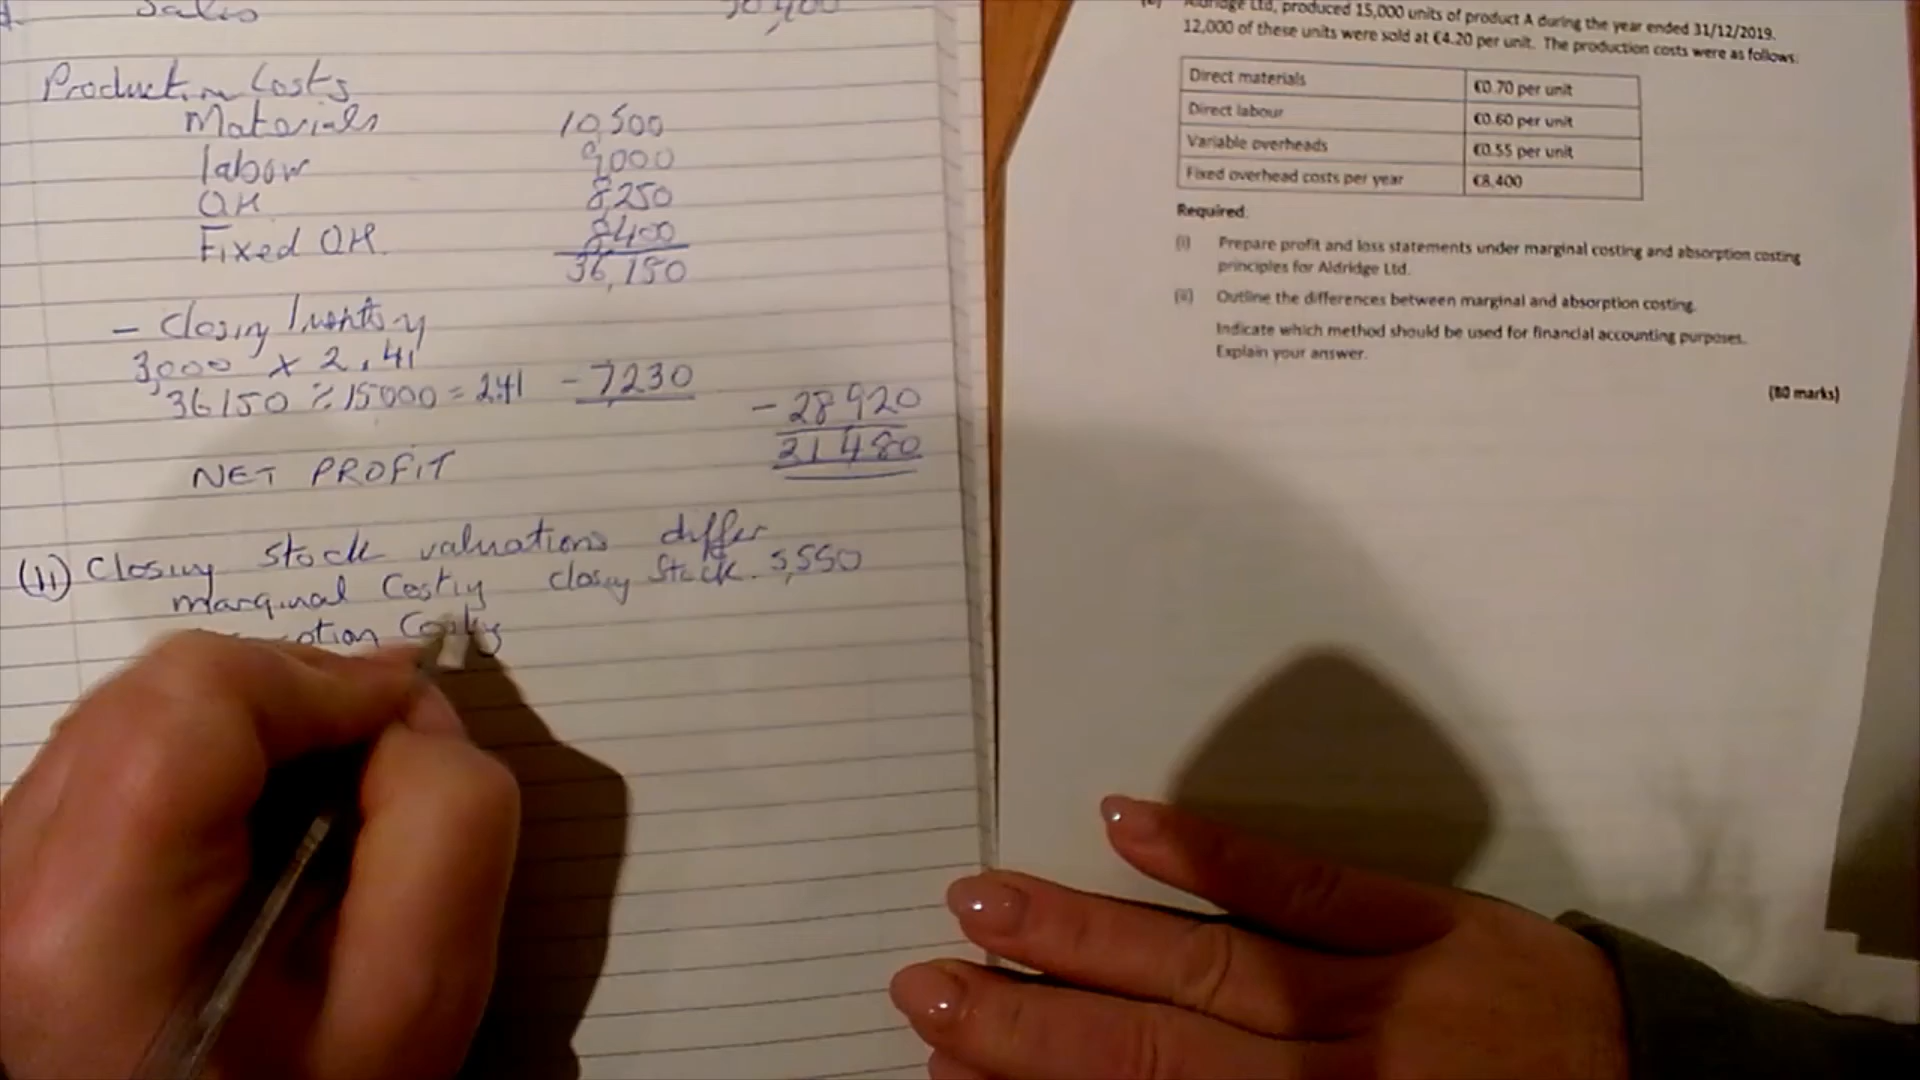 Sales 50,400
Production Costs
Materials 10,500
labour 9000
OH 8250
Fixed OH. 8400
36,150
- Closing Inventory
3,000 x 2.41
36150 ÷ 15000 = 2.41 - 7230
- 28920
21480
NET PROFIT
(ii) Closing stock valuations differ
marginal Costing closing Stock. 5,550
Costing
Aldridge Ltd, produced 15,000 units of product A during the year ended 31/12/2019.
12,000 of these units were sold at €4.20 per unit. The production costs were as follows:
Direct materials €0.70 per unit
Direct labour €0.60 per unit
Variable overheads €0.55 per unit
Fixed overhead costs per year €8,400
Required:
(i) Prepare profit and loss statements under marginal costing and absorption costing
principles for Aldridge Ltd.
(ii) Outline the differences between marginal and absorption costing.
Indicate which method should be used for financial accounting purposes.
Explain your answer.
(80 marks)